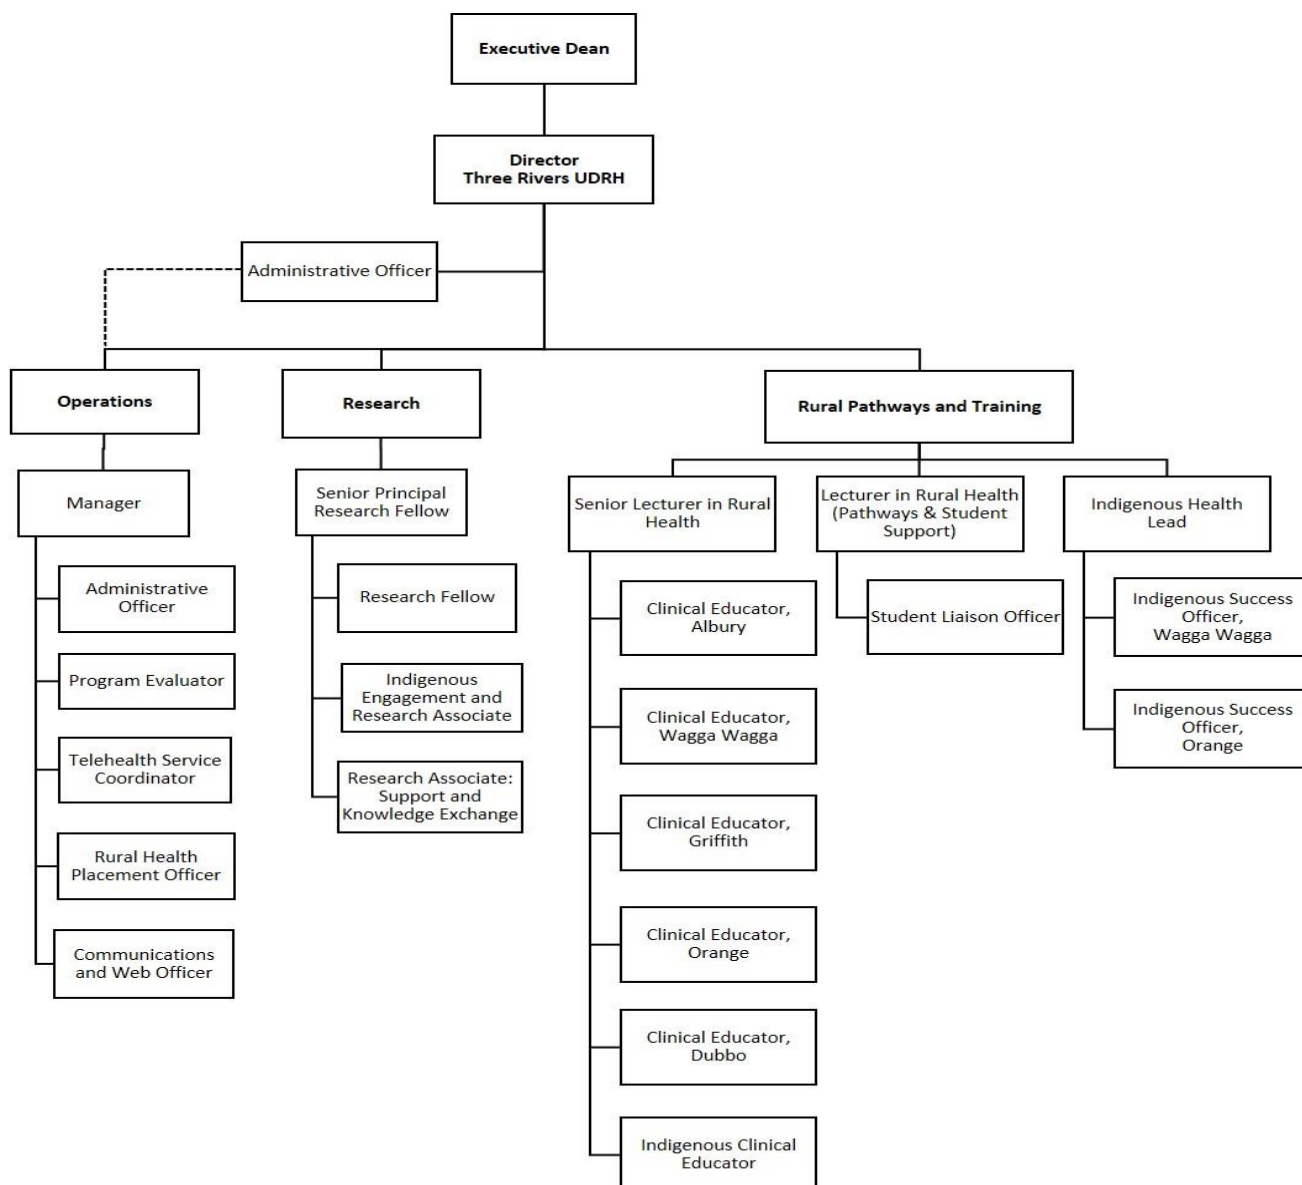 Executive Dean
Director
Three Rivers UDRH
Administrative Officer
Operations
Research
Rural Pathways and Training
Manager
Administrative
Officer
Program Evaluator
Telehealth Service
Coordinator
Rural Health
Placement Officer
Communications
and Web Officer
Senior Principal
Research Fellow
Research Fellow
Indigenous
Engagement and
Research Associate
Research Associate:
Support and
Knowledge Exchange
Senior Lecturer in Rural
Health
Clinical Educator,
Albury
Clinical Educator,
Wagga Wagga
Clinical Educator,
Griffith
Clinical Educator,
Orange
Clinical Educator,
Dubbo
Indigenous Clinical
Educator
Lecturer in Rural Health
(Pathways & Student
Support)
Student Liaison Officer
Indigenous Health
Lead
Indigenous Success
Officer,
Wagga Wagga
Indigenous Success
Officer,
Orange